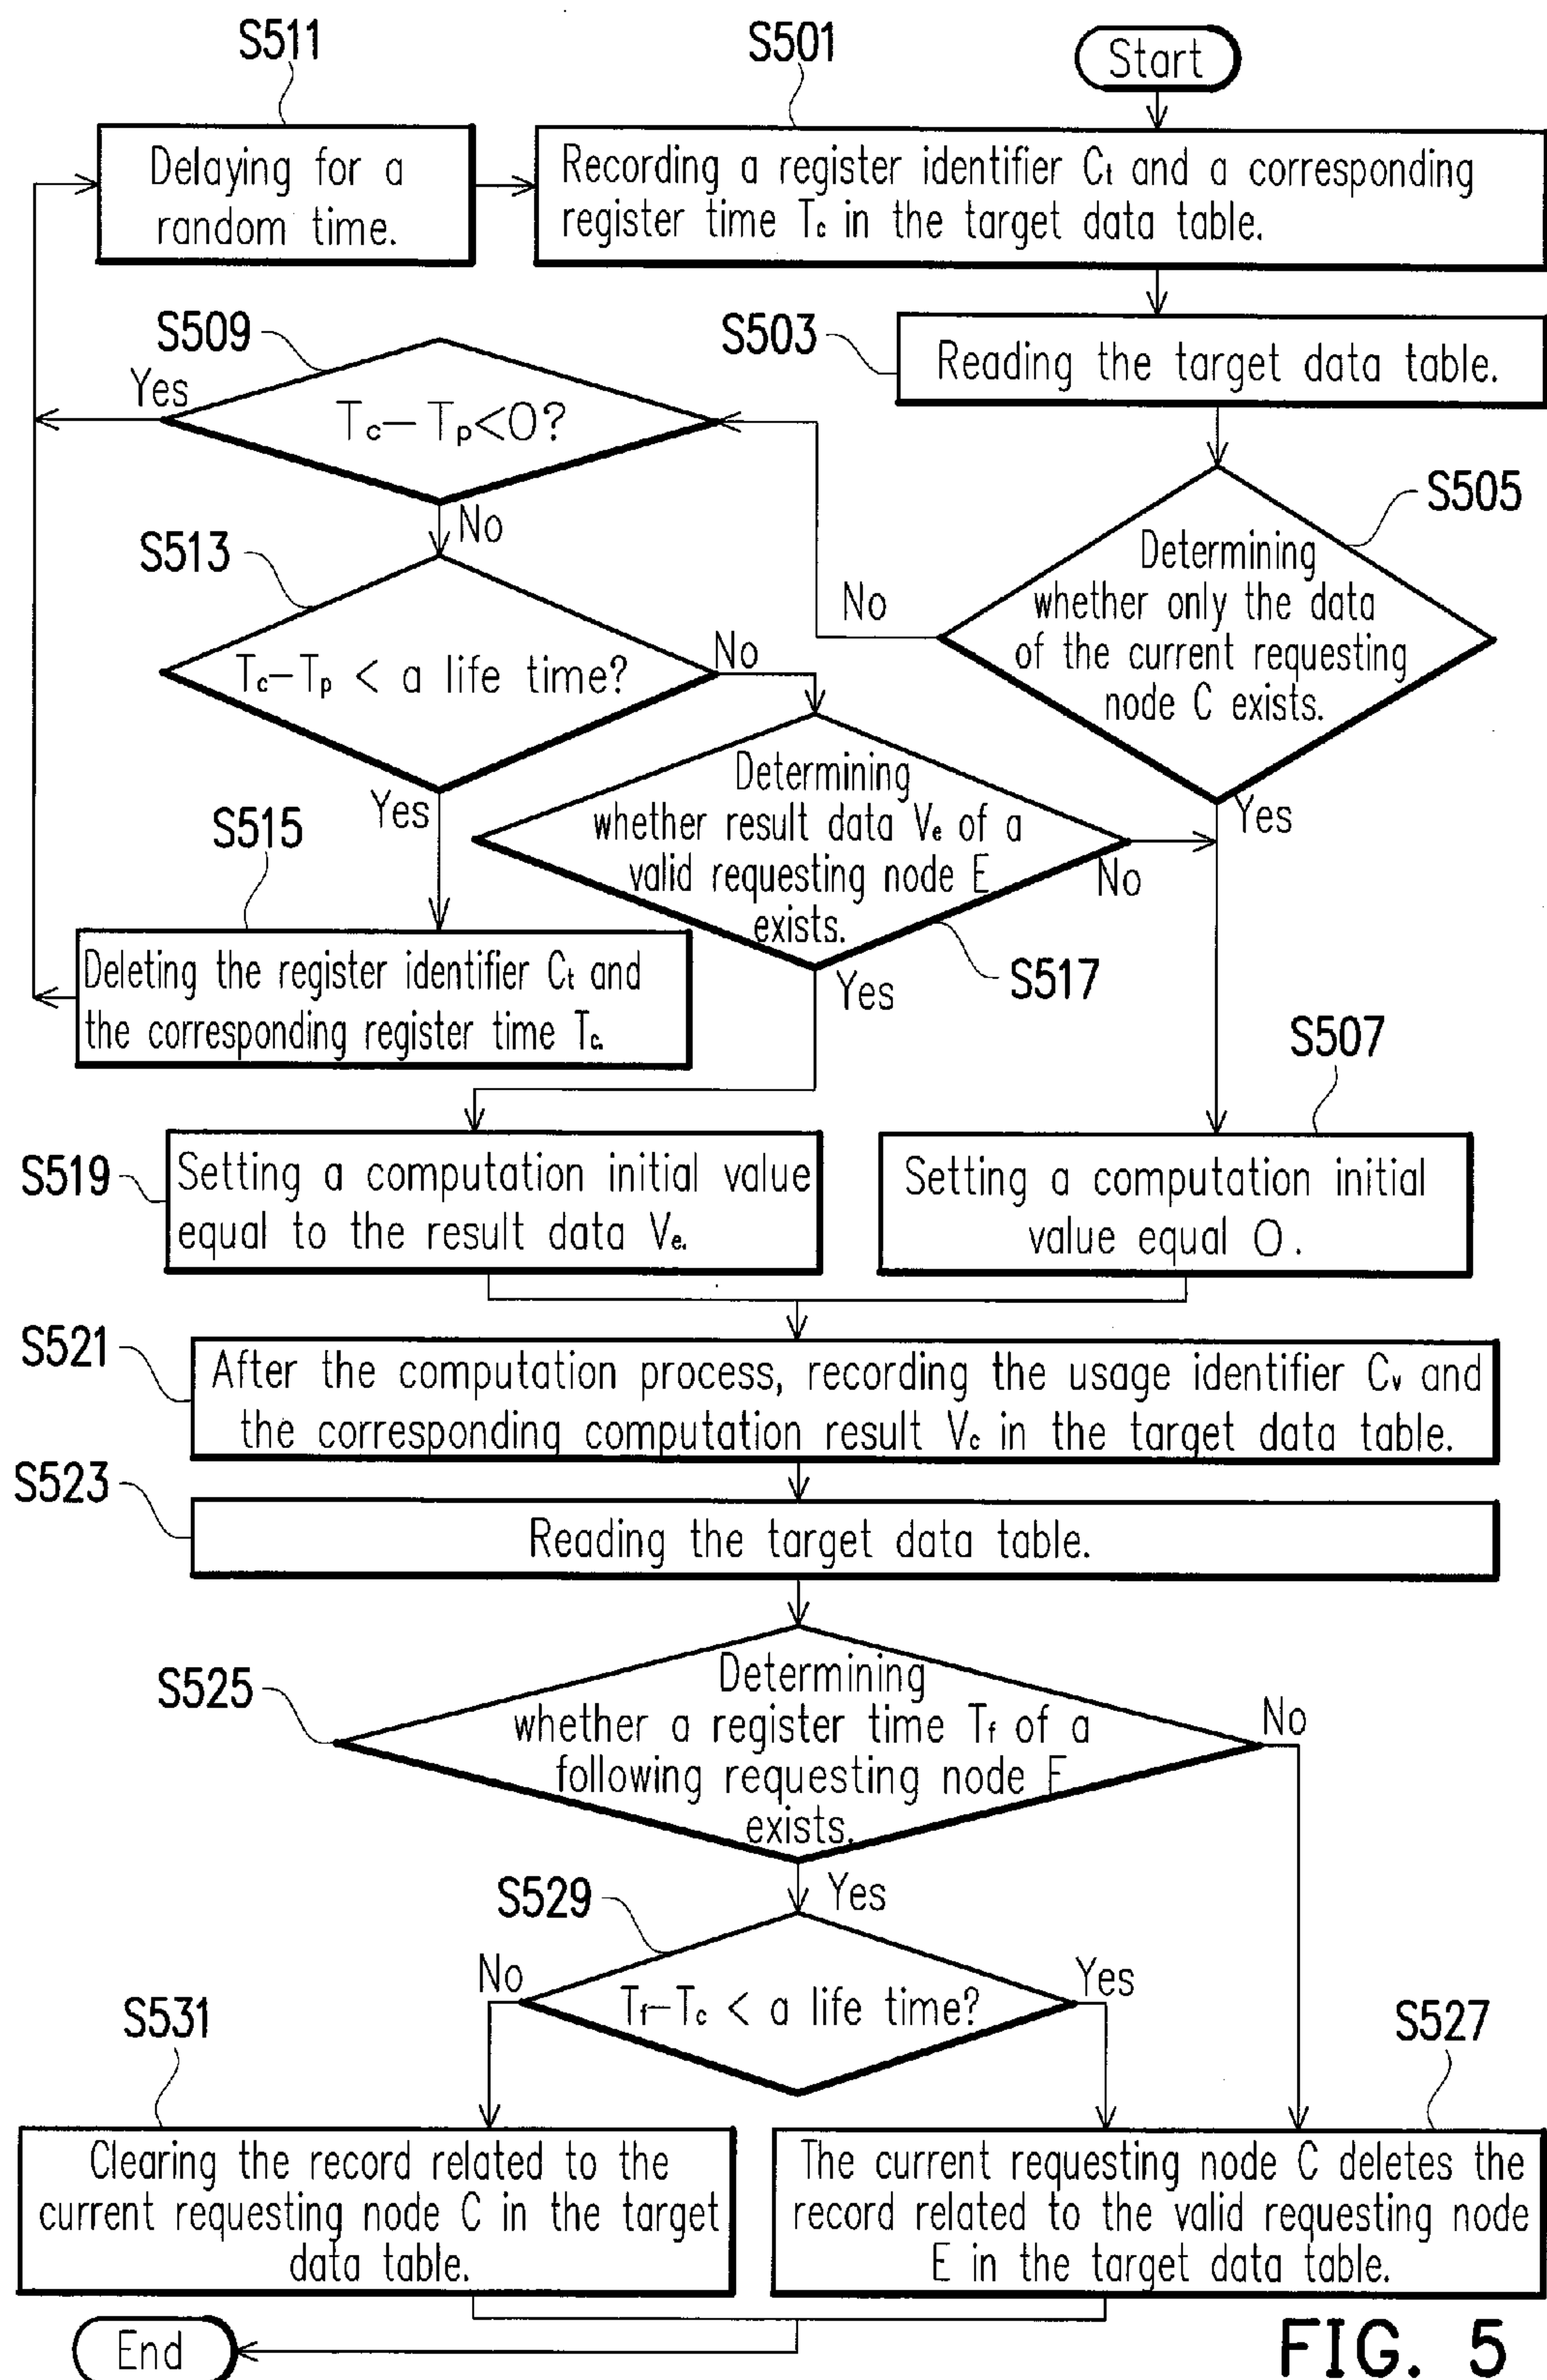 S511
S501
Start
Delaying for a
random time.
Recording a register identifier Ct and a corresponding
register time Tc in the target data table.
S509
S503
Reading the target data table.
Yes
Tc-Tp<0?
S505
No
S513
Determining
whether only the data
of the current requesting
node C exists.
No
Tc-Tp < a life time?
No
Yes
Determining
whether result data Ve of a
valid requesting node E
exists.
Yes
No
S515
S517
Yes
Deleting the register identifier Ct and
the corresponding register time Tc.
S507
S519
Setting a computation initial value
equal to the result data Ve.
Setting a computation initial
value equal 0.
S521
After the computation process, recording the usage identifier Cv and
the corresponding computation result Vc in the target data table.
S523
Reading the target data table.
S525
Determining
whether a register time Tf of a
following requesting node F
exists.
No
S529
Yes
No
Tf-Tc < a life time?
Yes
S531
S527
Clearing the record related to the
current requesting node C in the target
data table.
The current requesting node C deletes the
record related to the valid requesting node
E in the target data table.
End
FIG. 5